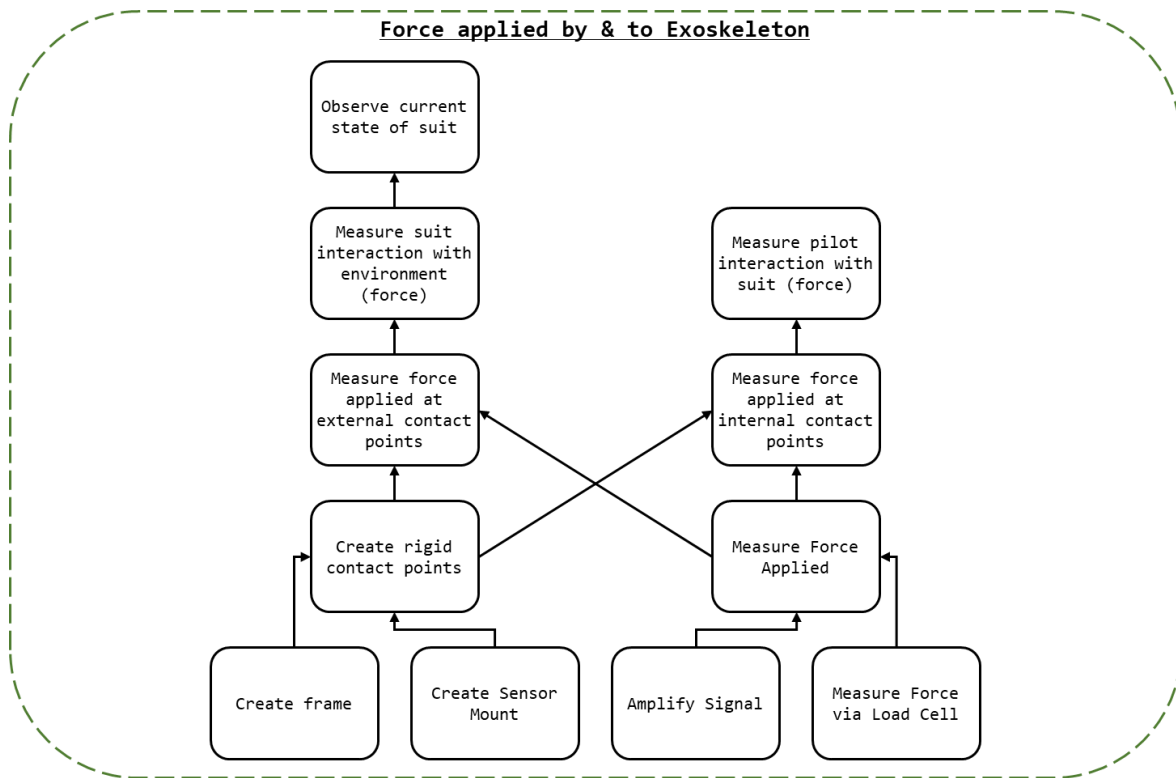 Force applied by & to Exoskeleton
Observe current
state of suit
Measure suit
interaction with
environment
(force)
Measure pilot
interaction with
suit (force)
Measure force
applied at
external contact
points
Measure force
applied at
internal contact
points
Create rigid
contact points
Measure Force
Applied
Create frame
Create Sensor
Mount
Amplify Signal
Measure Force
via Load Cell